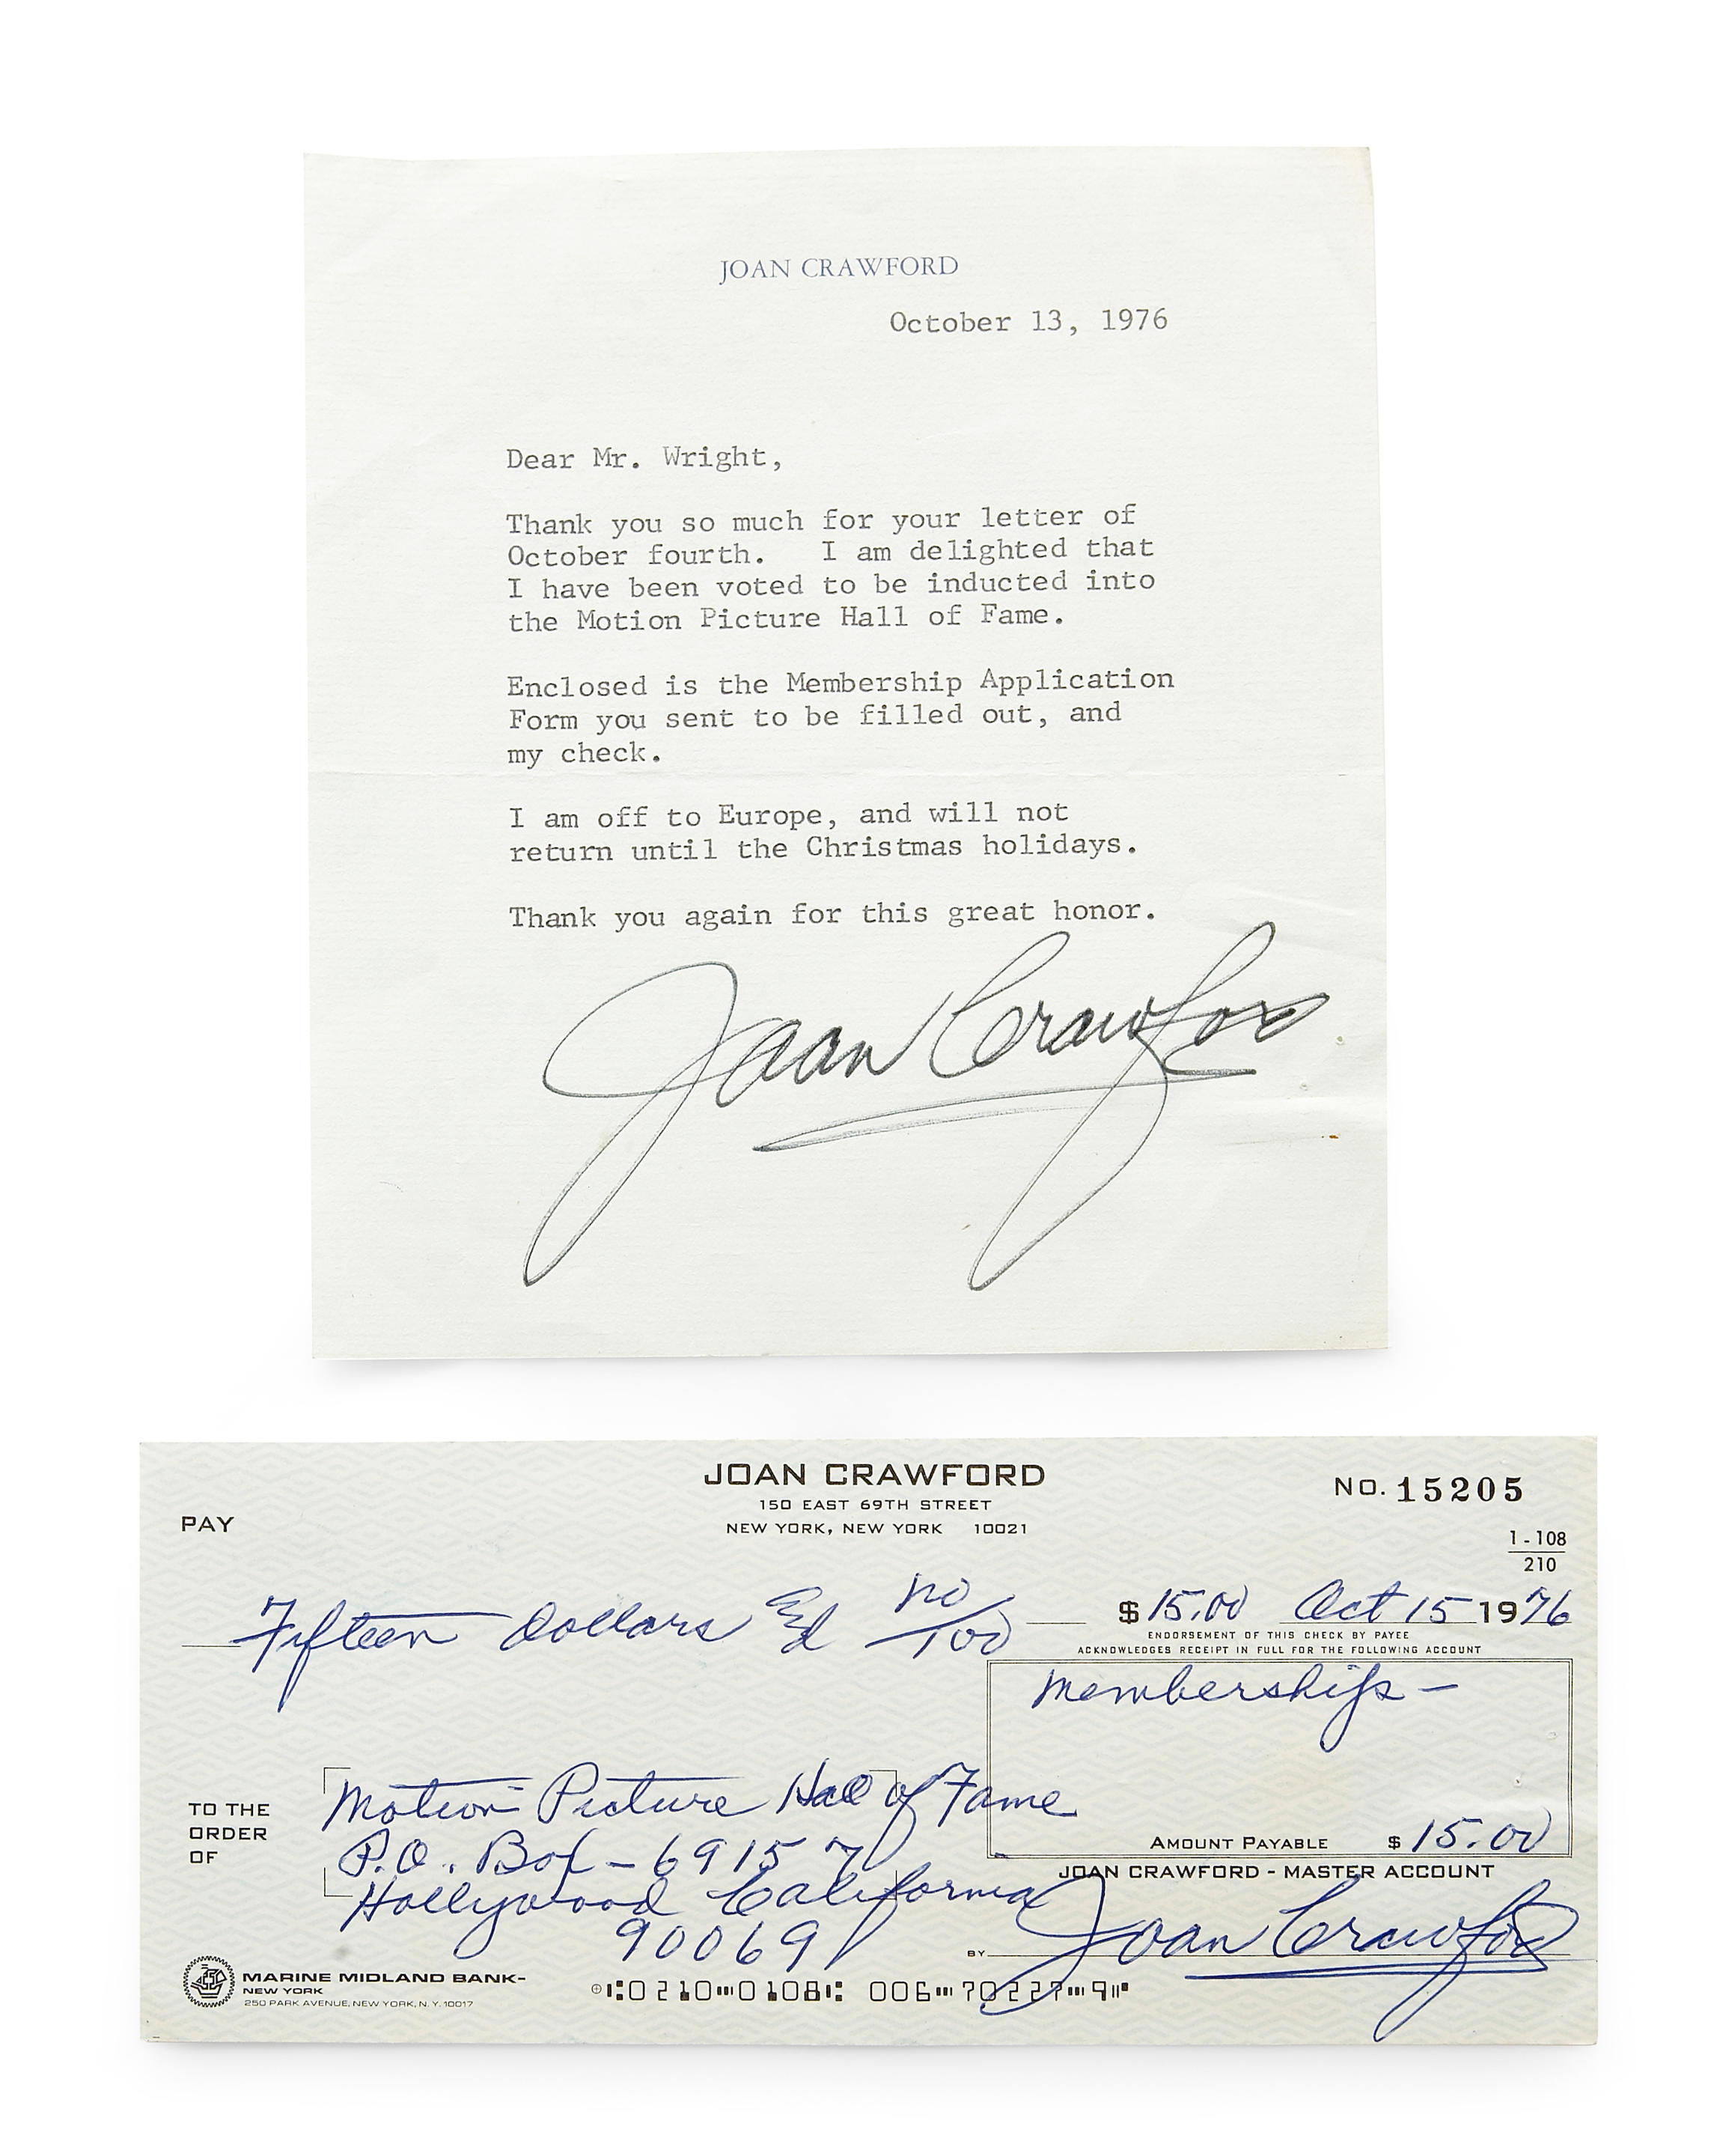 JOAN CRAWFORD
October 13, 1976
Dear Mr. Wright,
Thank you so much for your letter of
October fourth. I am delighted that
I have been voted to be inducted into
the Motion Picture Hall of Fame.
Enclosed is the Membership Application
Form you sent to be filled out, and
my check.
I am off to Europe, and will not
return until the Christmas holidays.
Thank you again for this great honor.
Joan Crawford
JOAN CRAWFORD
150 EAST 69TH STREET
NEW YORK, NEW YORK 10021
NO. 15205
PAY
1-108
210
Fifteen Dollars and no/100
$15.00 Oct 15 1976
ENDORSEMENT OF THIS CHECK BY PAYEE
ACKNOWLEDGES RECEIPT IN FULL FOR THE FOLLOWING ACCOUNT
Membership -
TO THE
ORDER
OF
Motion Picture Hall of Fame
P.O. Box - 69157
Hollywood California
90069
AMOUNT PAYABLE $15.00
JOAN CRAWFORD - MASTER ACCOUNT
BY Joan Crawford
MARINE MIDLAND BANK-
NEW YORK
250 PARK AVENUE, NEW YORK, N.Y. 10017
⑆0210⑉0108⑆ 006⑉70227⑉9⑈